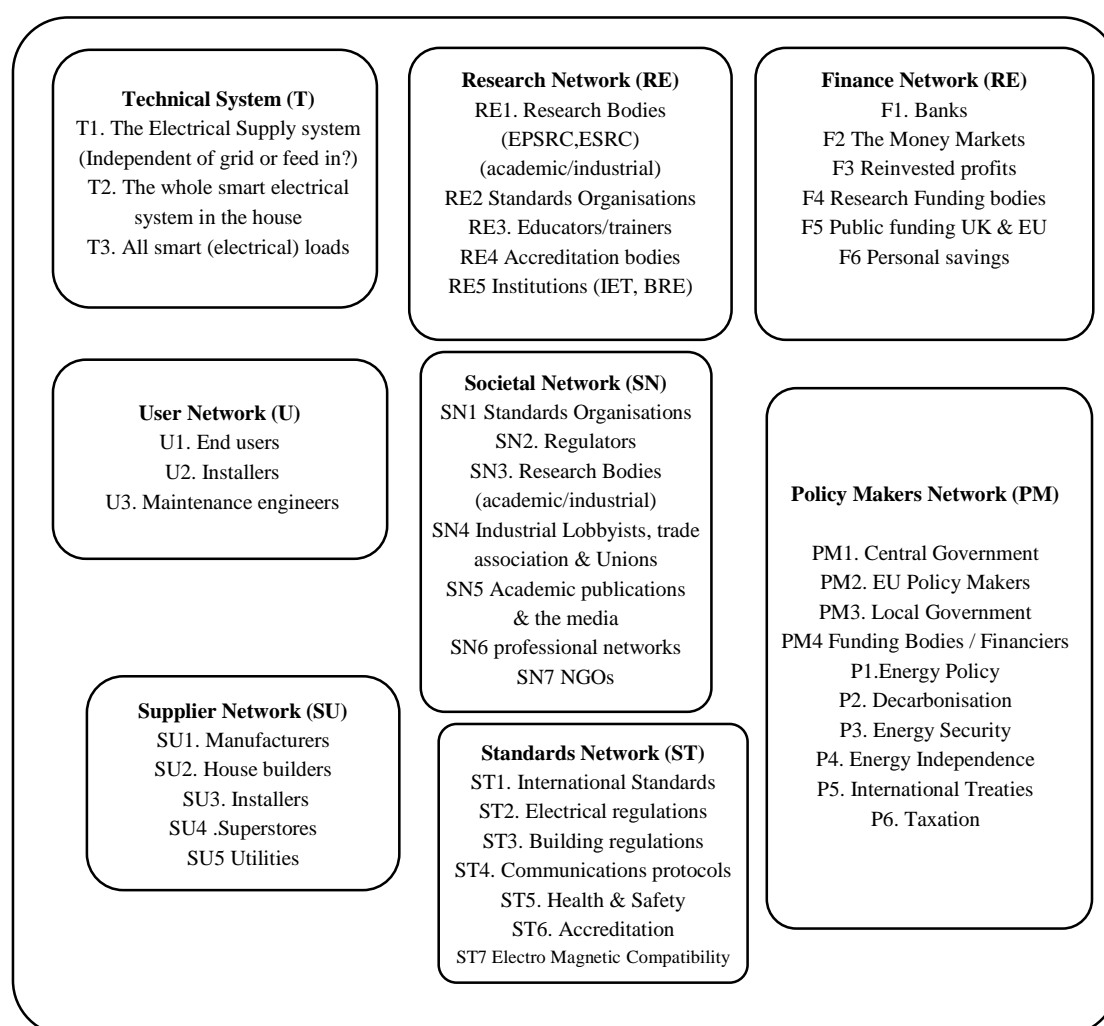 Technical System (T)
T1. The Electrical Supply system
(Independent of grid or feed in?)
T2. The whole smart electrical
system in the house
T3. All smart (electrical) loads
Research Network (RE)
RE1. Research Bodies
(EPSRC,ESRC)
(academic/industrial)
RE2 Standards Organisations
RE3. Educators/trainers
RE4 Accreditation bodies
RE5 Institutions (IET, BRE)
Finance Network (RE)
F1. Banks
F2 The Money Markets
F3 Reinvested profits
F4 Research Funding bodies
F5 Public funding UK & EU
F6 Personal savings
User Network (U)
U1. End users
U2. Installers
U3. Maintenance engineers
Societal Network (SN)
SN1 Standards Organisations
SN2. Regulators
SN3. Research Bodies
(academic/industrial)
SN4 Industrial Lobbyists, trade
association & Unions
SN5 Academic publications
& the media
SN6 professional networks
SN7 NGOs
Policy Makers Network (PM)
PM1. Central Government
PM2. EU Policy Makers
PM3. Local Government
PM4 Funding Bodies / Financiers
P1.Energy Policy
P2. Decarbonisation
P3. Energy Security
P4. Energy Independence
P5. International Treaties
P6. Taxation
Supplier Network (SU)
SU1. Manufacturers
SU2. House builders
SU3. Installers
SU4 .Superstores
SU5 Utilities
Standards Network (ST)
ST1. International Standards
ST2. Electrical regulations
ST3. Building regulations
ST4. Communications protocols
ST5. Health & Safety
ST6. Accreditation
ST7 Electro Magnetic Compatibility